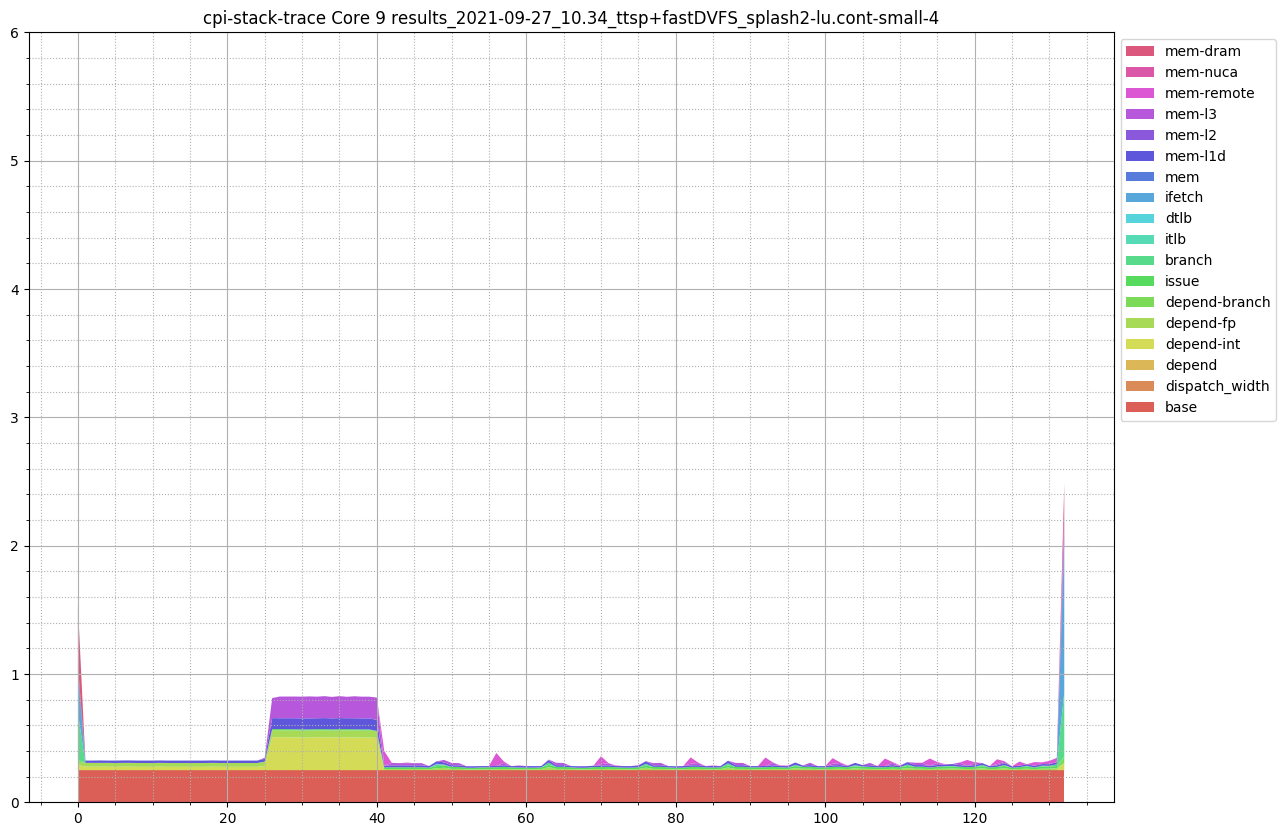 cpi-stack-trace Core 9 results_2021-09-27_10.34_ttsp+fastDVFS_splash2-lu.cont-small-4
6
5
4
3
2
1
0
0 20 40 60 80 100 120
mem-dram
mem-nuca
mem-remote
mem-l3
mem-l2
mem-l1d
mem
ifetch
dtlb
itlb
branch
issue
depend-branch
depend-fp
depend-int
depend
dispatch_width
base